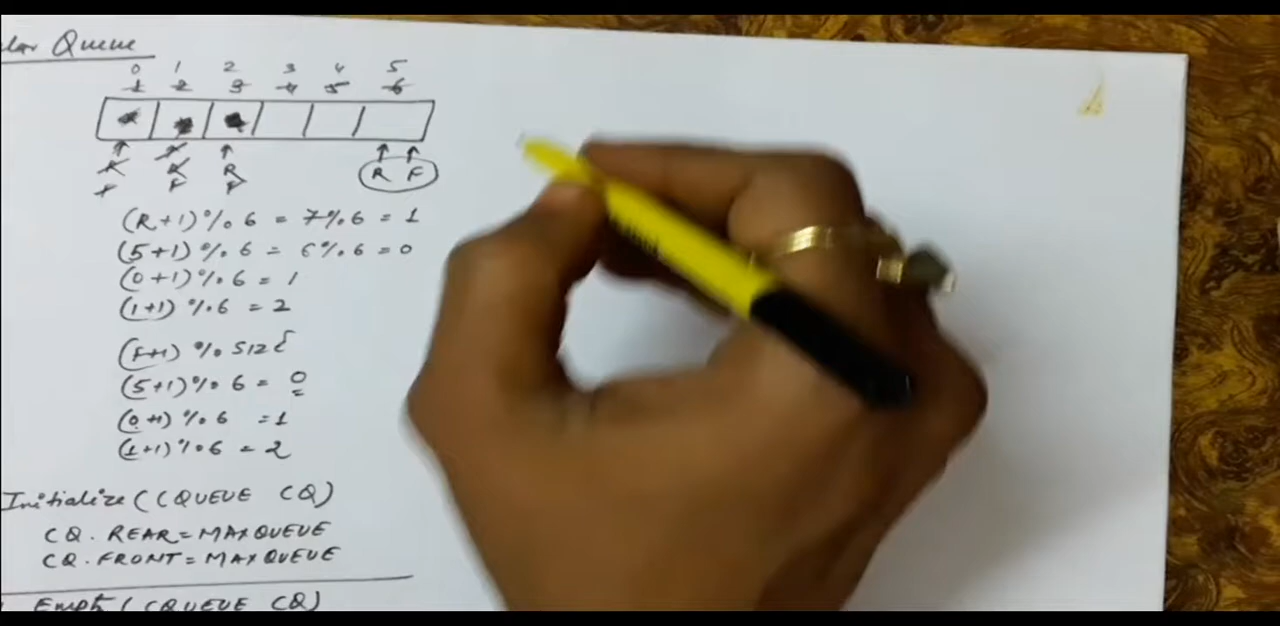 lar Queue
0 1 2 3 4 5
1 2 3 4 5 6
R R R R F
F F F
(R+1)% 6 = 7% 6 = 1
(5+1)% 6 = 6% 6 = 0
(0+1)% 6 = 1
(1+1)% 6 = 2
(F+1) % SIZE
(5+1)% 6 = 0
(0+1)% 6 = 1
(1+1)% 6 = 2
Initialize (CQUEUE CQ)
CQ. REAR = MAXQUEUE
CQ. FRONT = MAXQUEUE
Empty (CQUEUE CQ)